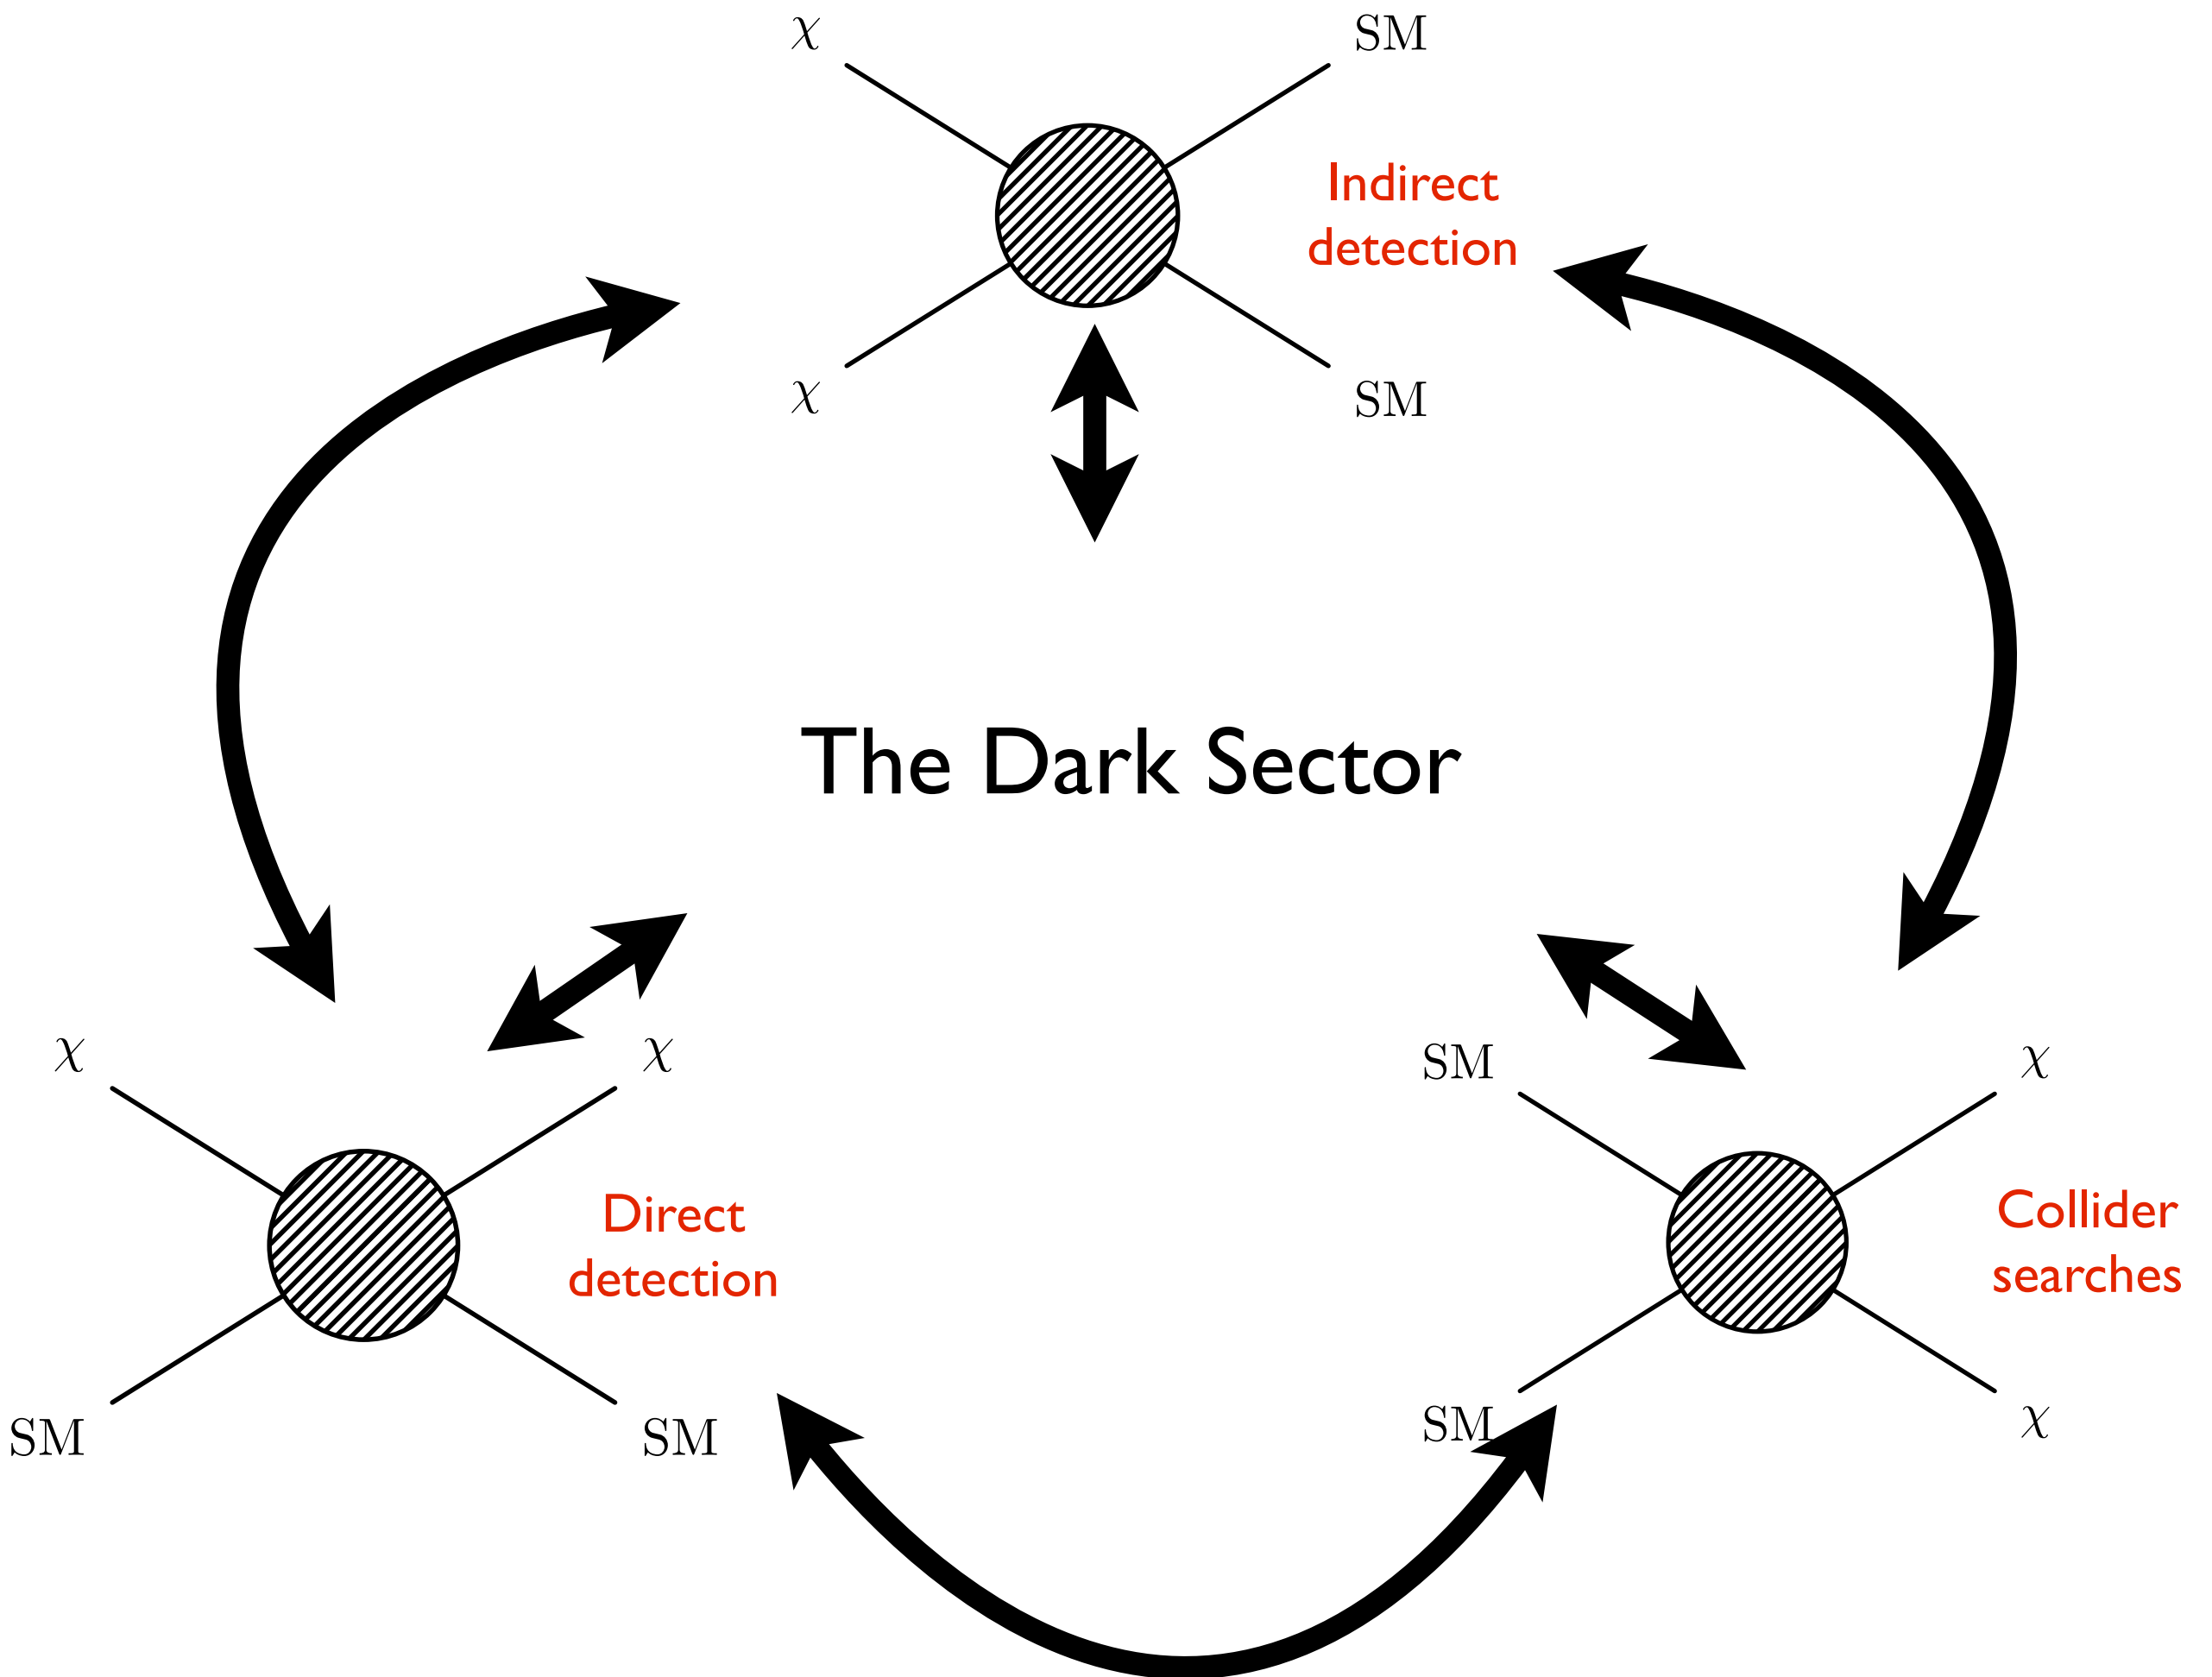 χ SM
Indirect
detection
χ SM
The Dark Sector
χ χ
Direct
detection
SM SM
SM χ
Collider
searches
SM χ